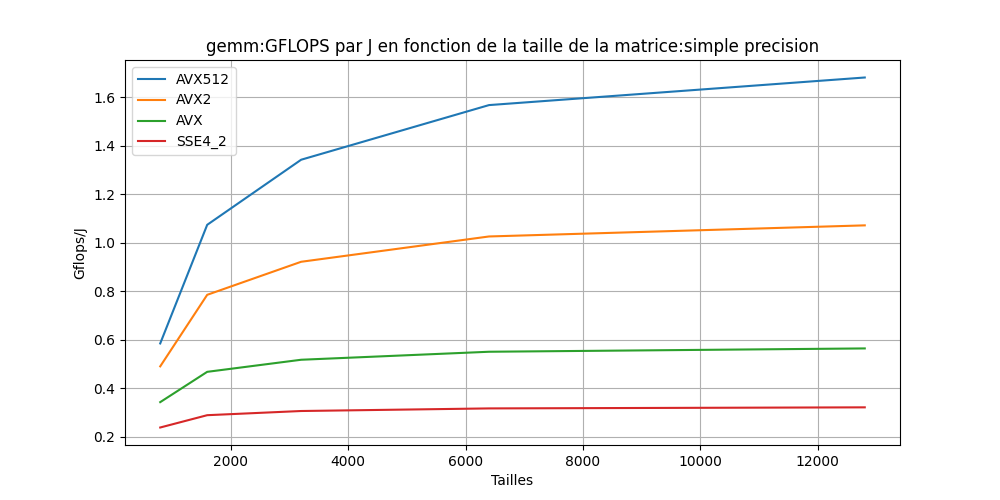 gemm:GFLOPS par J en fonction de la taille de la matrice:simple precision
AVX512
AVX2
AVX
SSE4_2
1.6
1.4
1.2
1.0
0.8
0.6
0.4
0.2
Gflops/J
2000 4000 6000 8000 10000 12000
Tailles